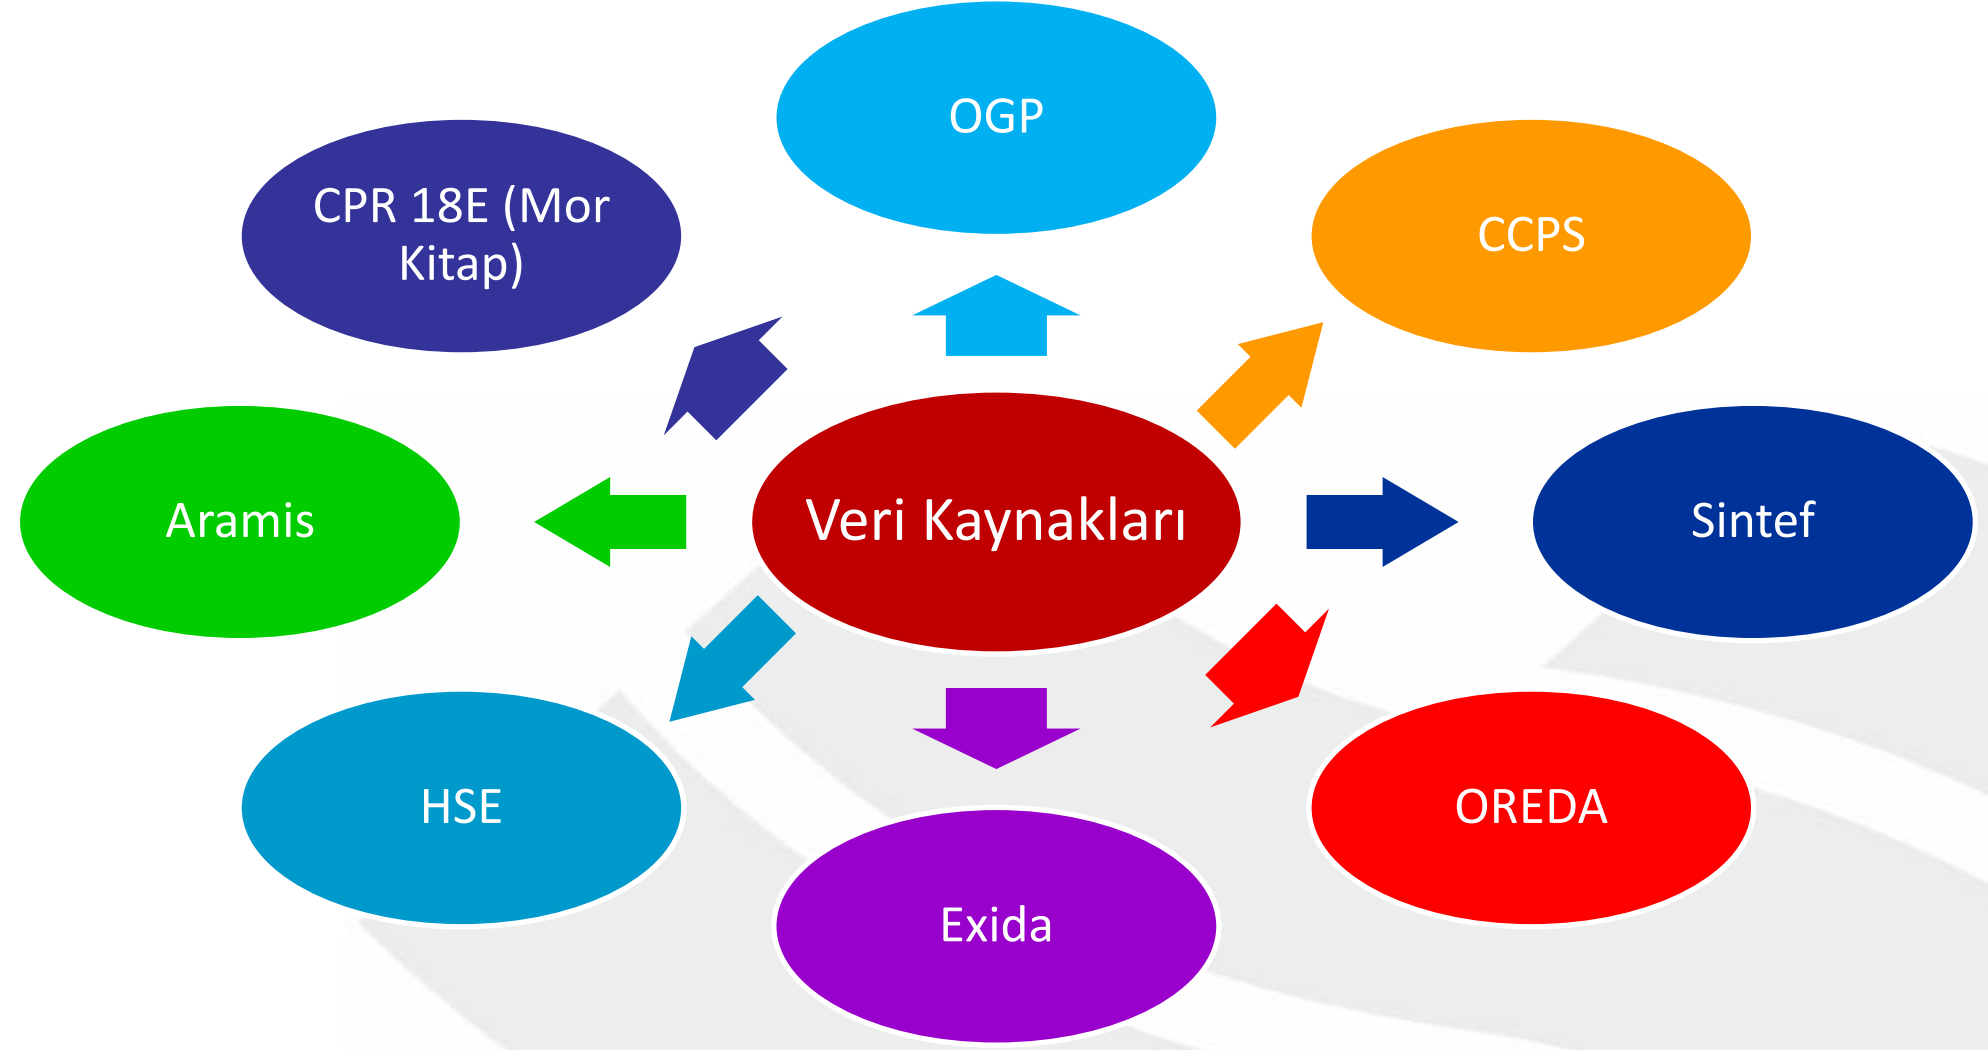 OGP
CPR 18E (Mor
Kitap)
CCPS
Aramis
Veri Kaynakları
Sintef
HSE
OREDA
Exida